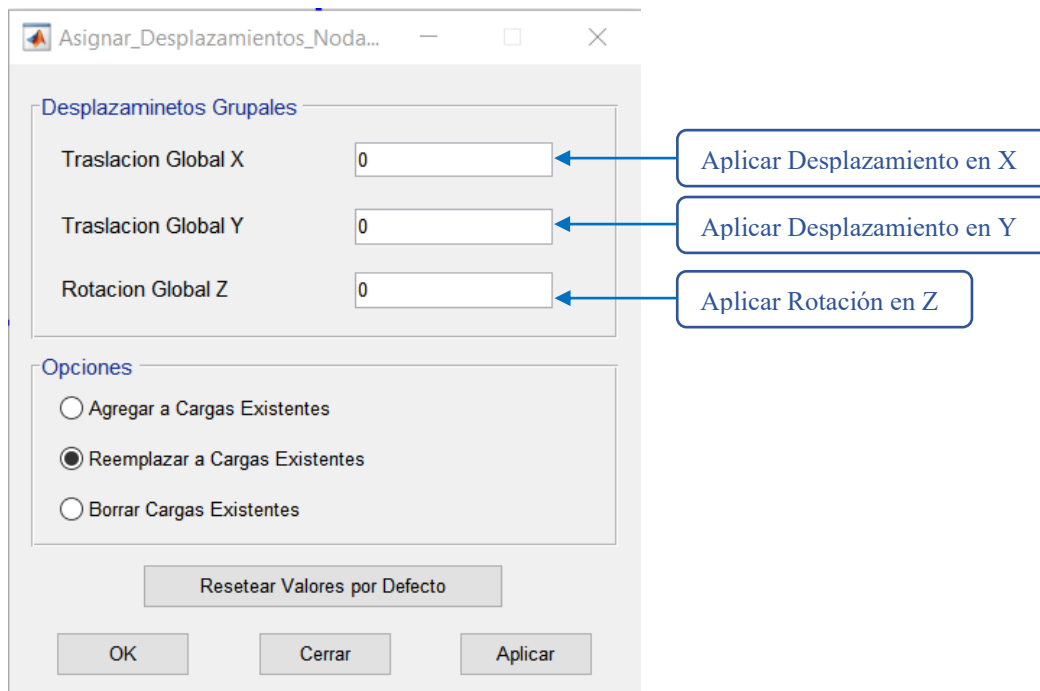 Asignar_Desplazamientos_Noda...
Desplazaminetos Grupales
Traslacion Global X
0
Aplicar Desplazamiento en X
Traslacion Global Y
0
Aplicar Desplazamiento en Y
Rotacion Global Z
0
Aplicar Rotación en Z
Opciones
Agregar a Cargas Existentes
Reemplazar a Cargas Existentes
Borrar Cargas Existentes
Resetear Valores por Defecto
OK
Cerrar
Aplicar